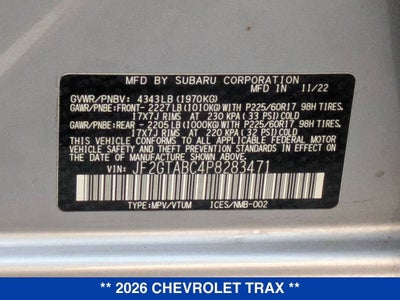 MFD BY SUBARU CORPORATION 11/22
GVWR/PNBV: 4343LB (1970KG)
GAWR/PNBE:FRONT-2227LB(1010KG)WITH P225/60R17 98H TIRES,
17X7J RIMS AT 230 KPA (33 PSI)COLD
GAWR/PNBE:REAR -2205LB(1000KG)WITH P225/60R17 98H TIRES,
17X7J RIMS AT 220 KPA (32 PSI)COLD
THIS VEHICLE CONFORMS TO ALL APPLICABLE FEDERAL MOTOR
VEHICLE SAFETY, BUMPER, AND THEFT PREVENTION STANDARDS
IN EFFECT ON THE DATE OF MANUFACTURE SHOWN ABOVE.
VIN: JF2GTABC4P8283471
TYPE:MPV/VTUM ICES/NMB-002
** 2026 CHEVROLET TRAX **